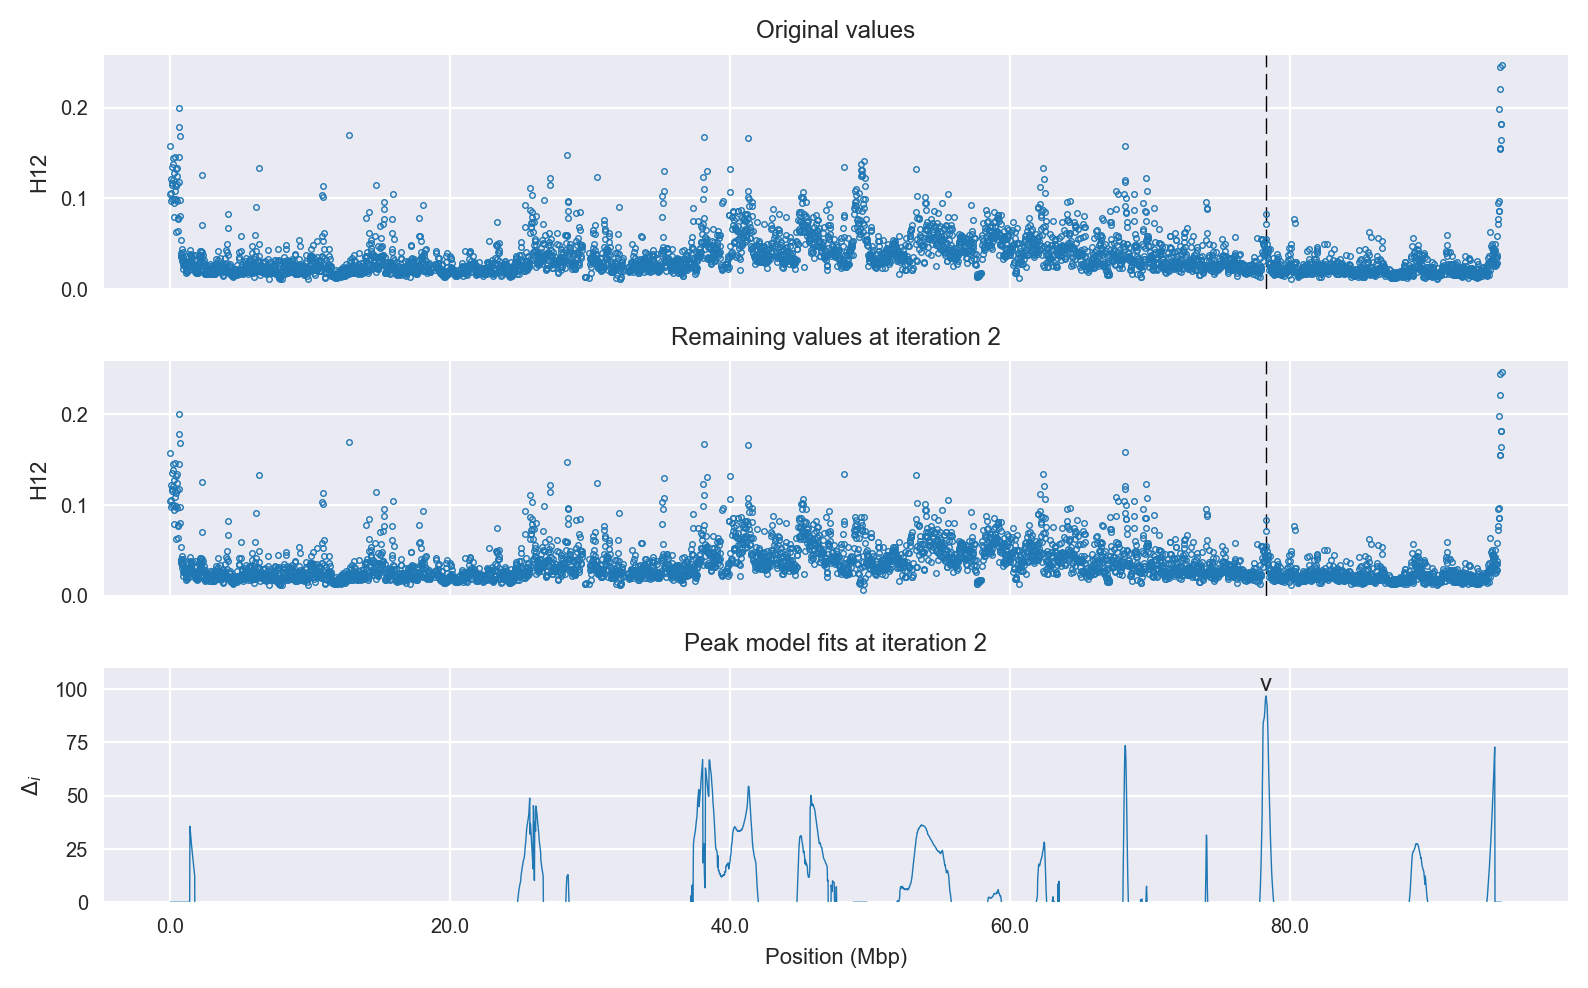 Original values
H12
0.2
0.1
0.0
Remaining values at iteration 2
H12
0.2
0.1
0.0
Peak model fits at iteration 2
Δi
100
75
50
25
0
v
0.0 20.0 40.0 60.0 80.0
Position (Mbp)